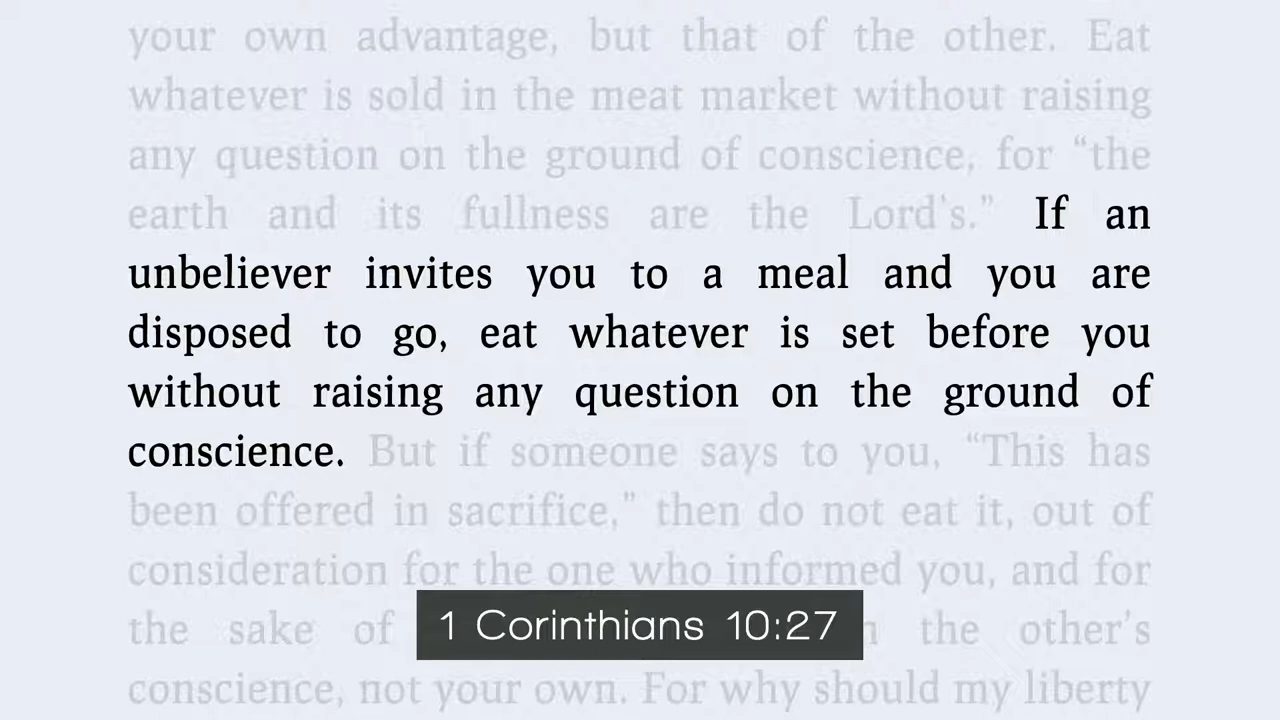 your own advantage, but that of the other. Eat
whatever is sold in the meat market without raising
any question on the ground of conscience, for “the
earth and its fullness are the Lord’s.” If an
unbeliever invites you to a meal and you are
disposed to go, eat whatever is set before you
without raising any question on the ground of
conscience. But if someone says to you, “This has
been offered in sacrifice,” then do not eat it, out of
consideration for the one who informed you, and for
the sake of the other’s
1 Corinthians 10:27
conscience, not your own. For why should my liberty